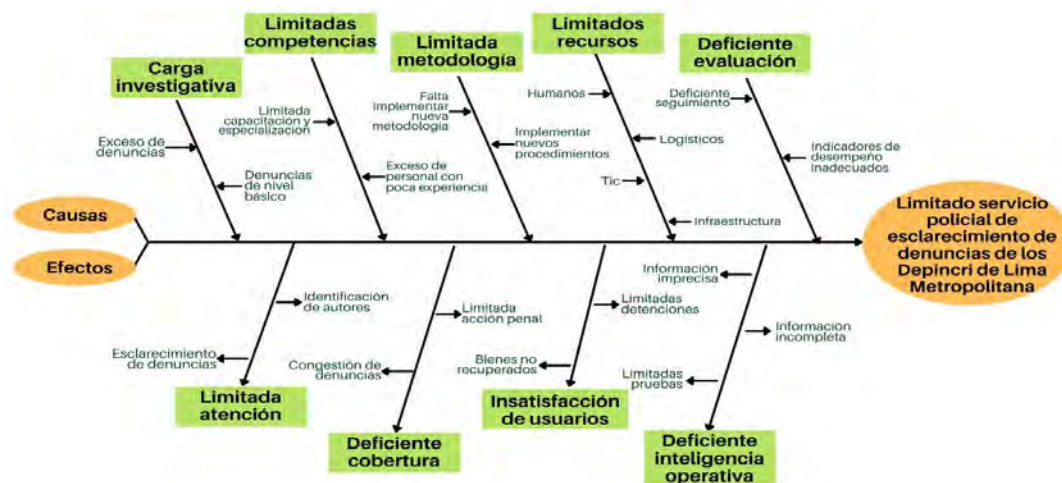 Limitadas
competencias
Limitada
metodología
Limitados
recursos
Deficiente
evaluación
Carga
investigativa
Exceso de
denuncias
Denuncias
de nivel
básico
Limitada
capacitación y
especialización
Exceso de
personal con
poca experiencia
Falta
implementar
nueva
metodología
Implementar
nuevos
procedimientos
Humanos
Logísticos
Tic
Infraestructura
Deficiente
seguimiento
Indicadores de
desempeño
inadecuados
Causas
Efectos
Limitado servicio
policial de
esclarecimiento de
denuncias de los
Depincri de Lima
Metropolitana
Identificación
de autores
Esclarecimiento
de denuncias
Limitada
atención
Limitada
acción penal
Congestión de
denuncias
Deficiente
cobertura
Limitadas
detenciones
Bienes no
recuperados
Insatisfacción
de usuarios
Información
imprecisa
Información
incompleta
Limitadas
pruebas
Deficiente
inteligencia
operativa